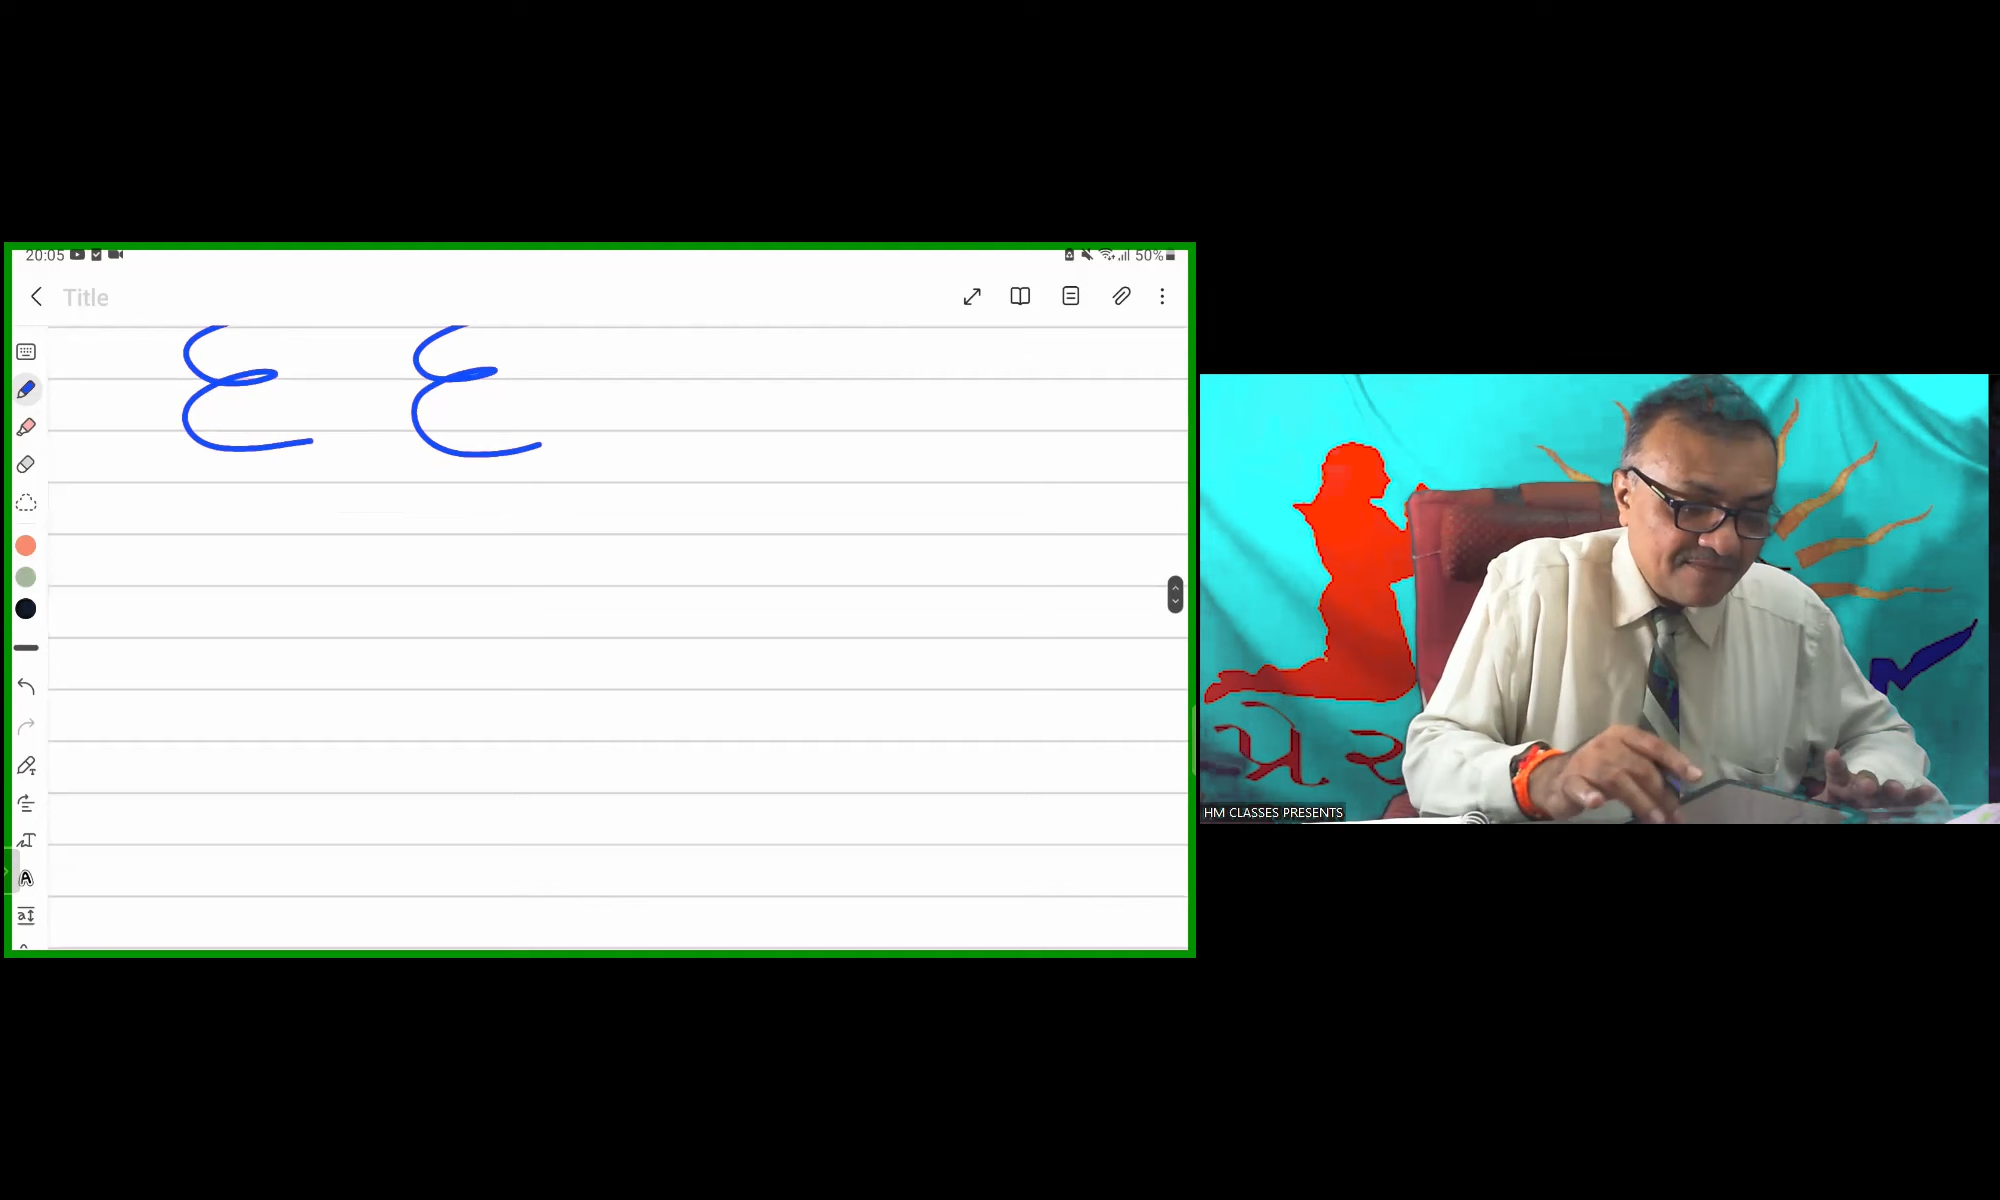 20:05 50%
Title
Ɛ Ɛ
પ્રેર
HM CLASSES PRESENTS